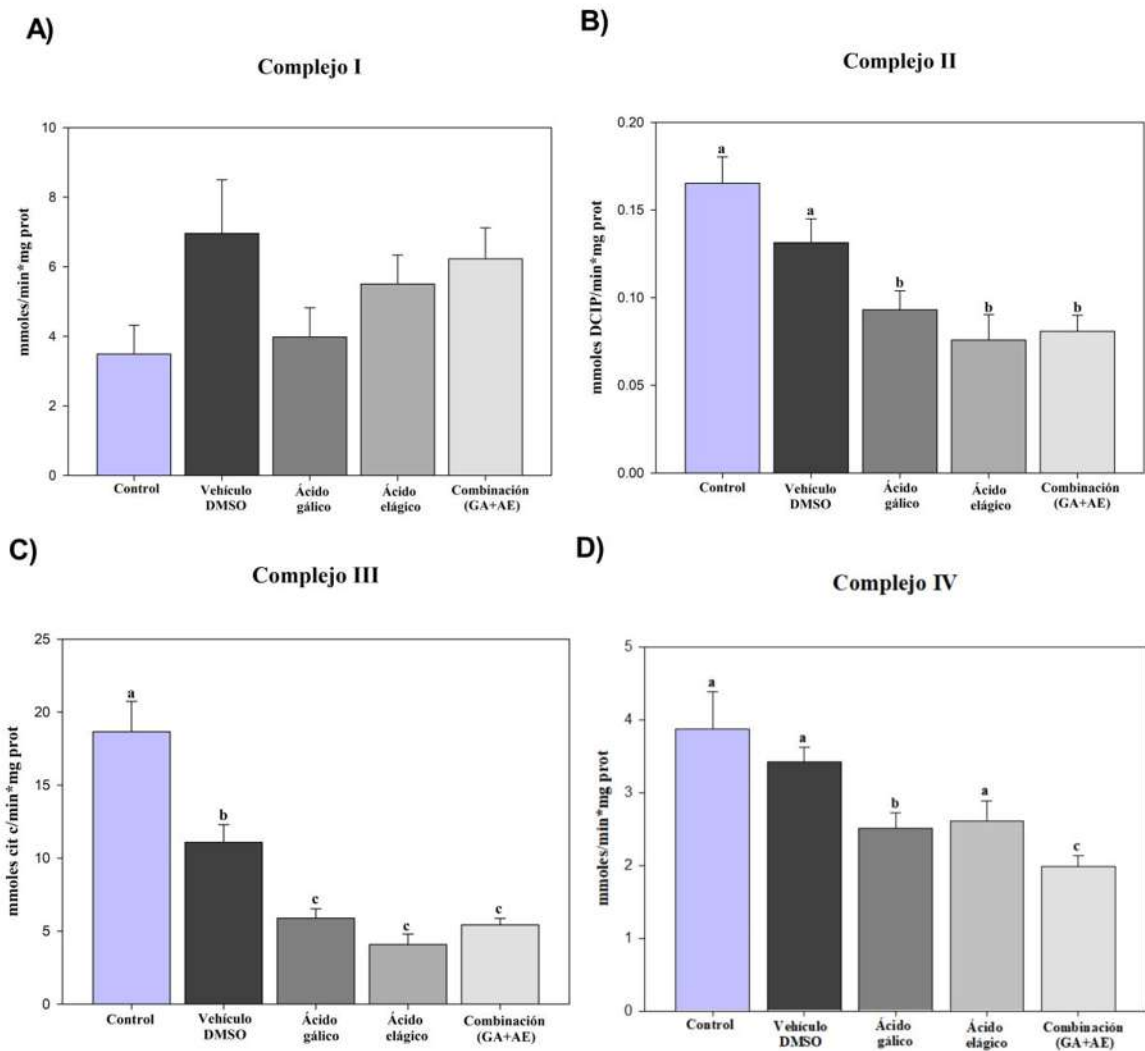 A)
Complejo I
mmoles/min*mg prot
10
8
6
4
2
0
Control
Vehículo
DMSO
Ácido
gálico
Ácido
elágico
Combinación
(GA+AE)
B)
Complejo II
mmoles DCIP/min*mg prot
0.20
0.15
0.10
0.05
0.00
a
a
b
b
b
Control
Vehículo
DMSO
Ácido
gálico
Ácido
elágico
Combinación
(GA+AE)
C)
Complejo III
mmoles cit c/min*mg prot
25
20
15
10
5
0
a
b
c
c
c
Control
Vehículo
DMSO
Ácido
gálico
Ácido
elágico
Combinación
(GA+AE)
D)
Complejo IV
mmoles/min*mg prot
5
4
3
2
1
0
a
a
b
a
c
Control
Vehículo
DMSO
Ácido
gálico
Ácido
elágico
Combinación
(GA+AE)